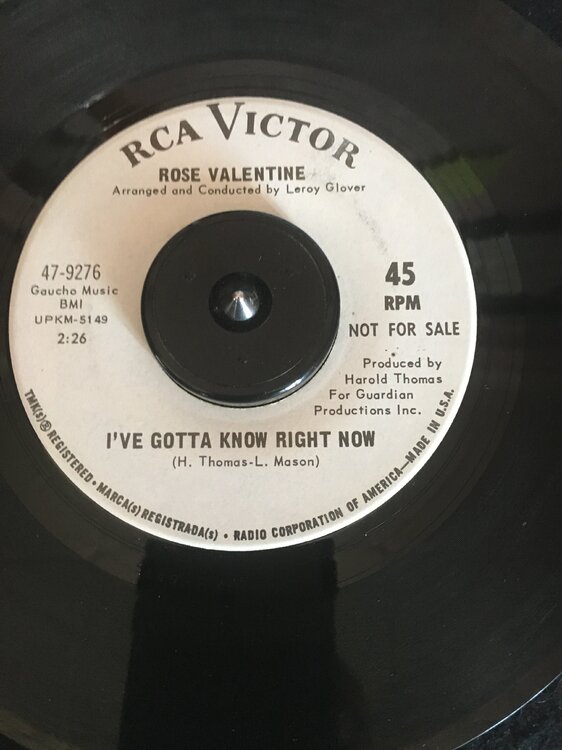 RCA VICTOR
ROSE VALENTINE
Arranged and Conducted by Leroy Glover
47-9276
Gaucho Music
BMI
UPKM-5149
2:26
45
RPM
NOT FOR SALE
Produced by
Harold Thomas
For Guardian
Productions Inc.
I'VE GOTTA KNOW RIGHT NOW
(H. Thomas-L. Mason)
TMK(s) ® REGISTERED • MARCA(s) REGISTRADA(s) • RADIO CORPORATION OF AMERICA—MADE IN U.S.A.